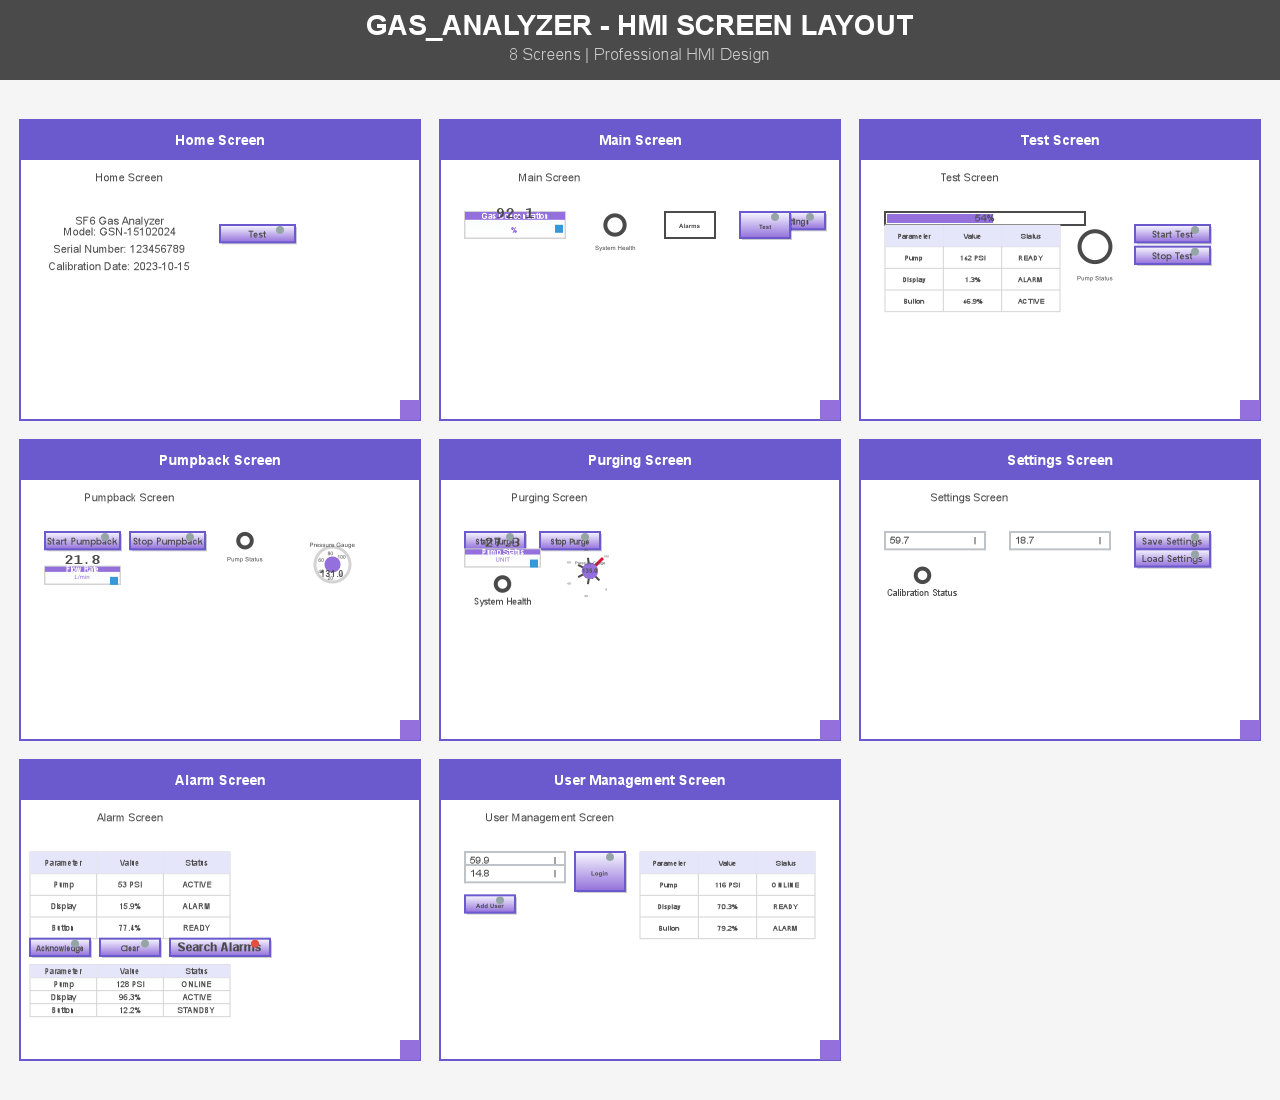 GAS_ANALYZER - HMI SCREEN LAYOUT
8 Screens | Professional HMI Design
Home Screen
Home Screen
SF6 Gas Analyzer
Model: GSN-15102024
Serial Number: 123456789
Calibration Date: 2023-10-15
Test
Main Screen
Main Screen
92.1
%
System Health
Alarms
Test
Test Screen
Test Screen
54%
Parameter Value Status
Pump 142 PSI READY
Display 1.3% ALARM
Button 46.9% ACTIVE
Pump Status
Start Test
Stop Test
Pumpback Screen
Pumpback Screen
Start Pumpback
Stop Pumpback
21.8
Flow Rate
L/min
Pump Status
Pressure Gauge
131.0
Purging Screen
Purging Screen
Start Purge
Stop Purge
Pump Status
UNIT
System Health
Settings Screen
Settings Screen
59.7
18.7
Save Settings
Load Settings
Calibration Status
Alarm Screen
Alarm Screen
Parameter Value Status
Pump 53 PSI ACTIVE
Display 15.9% ALARM
Button 77.4% READY
Acknowledge
Clear
Search Alarms
Parameter Value Status
Pump 128 PSI ONLINE
Display 96.3% ACTIVE
Button 12.2% STANDBY
User Management Screen
User Management Screen
59.9
14.8
Login
Add User
Parameter Value Status
Pump 116 PSI ONLINE
Display 70.3% READY
Button 79.2% ALARM